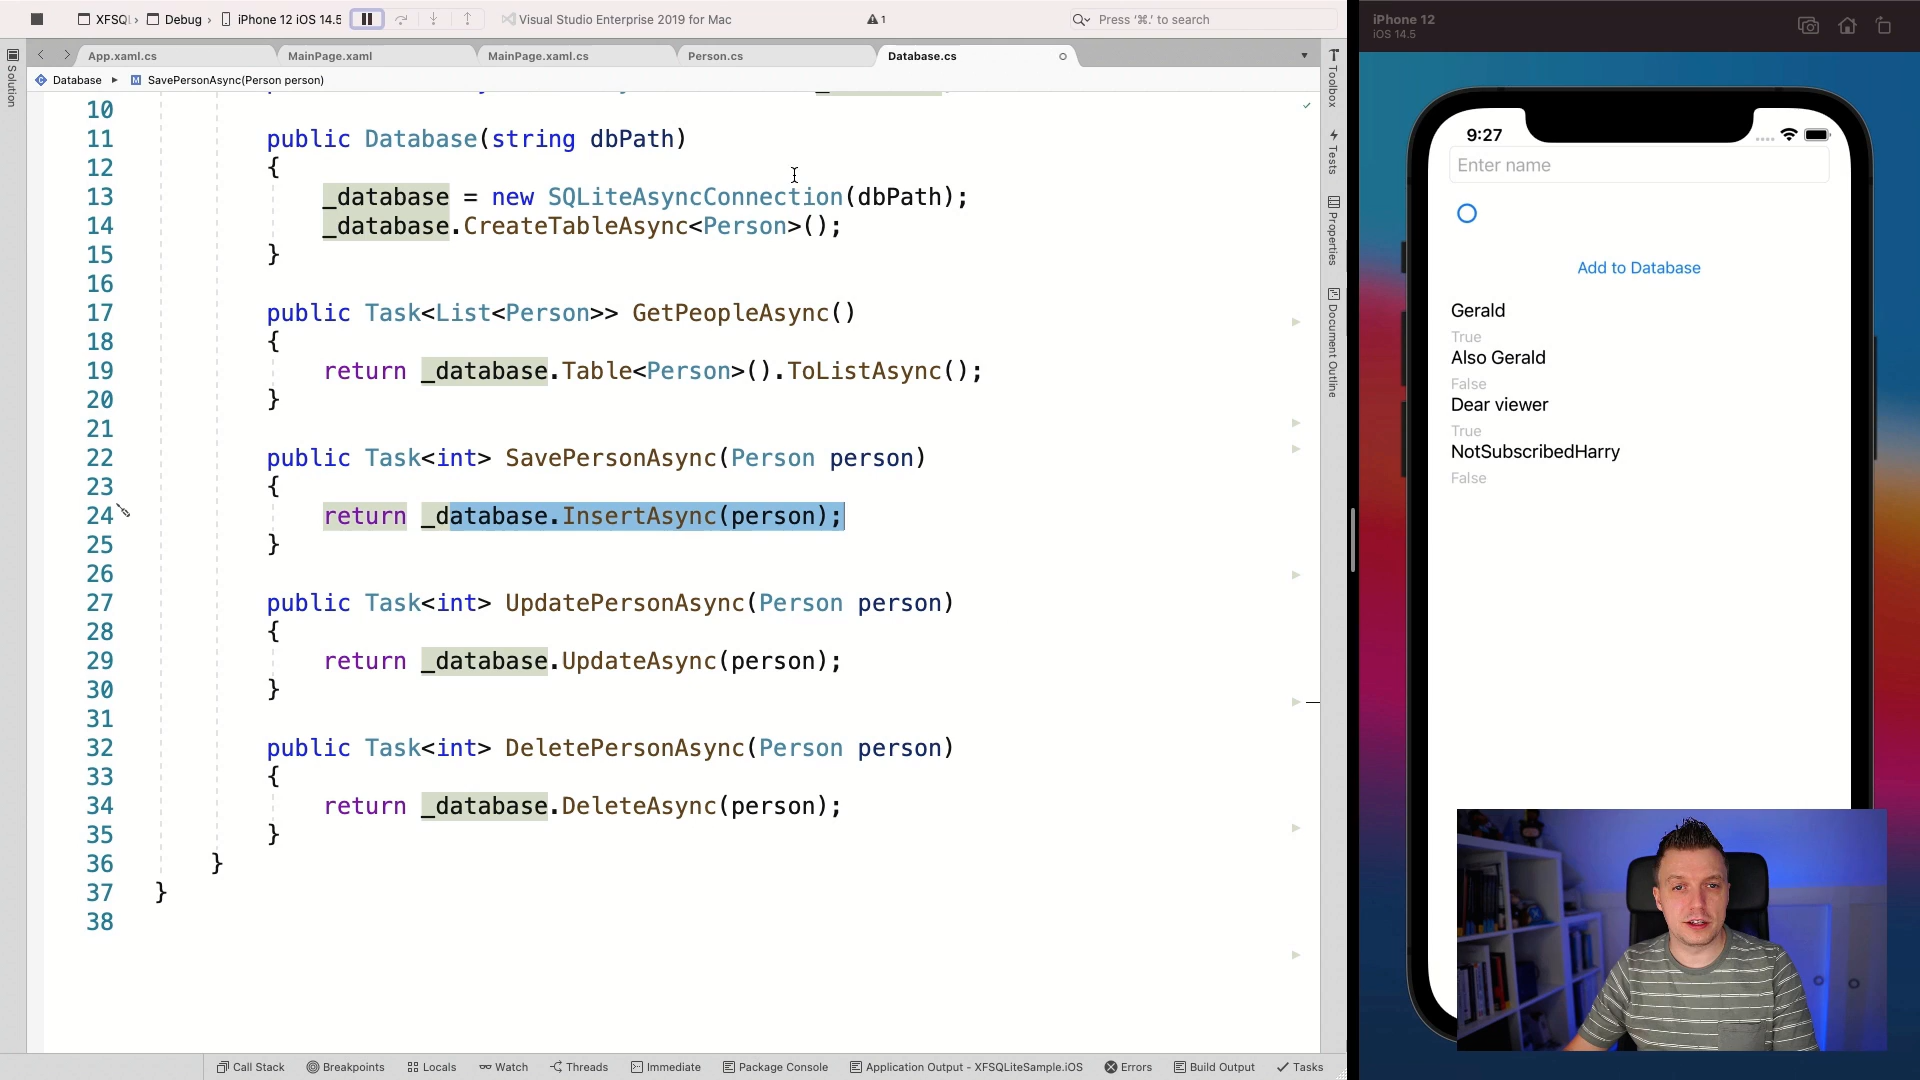 XFSQL › Debug › iPhone 12 iOS 14.5
Visual Studio Enterprise 2019 for Mac
1
Press '⌘.' to search
App.xaml.cs
MainPage.xaml
MainPage.xaml.cs
Person.cs
Database.cs
Database ▸ SavePersonAsync(Person person)
Solution
10
11 public Database(string dbPath)
12 {
13 _database = new SQLiteAsyncConnection(dbPath);
14 _database.CreateTableAsync<Person>();
15 }
16
17 public Task<List<Person>> GetPeopleAsync()
18 {
19 return _database.Table<Person>().ToListAsync();
20 }
21
22 public Task<int> SavePersonAsync(Person person)
23 {
24 return _database.InsertAsync(person);
25 }
26
27 public Task<int> UpdatePersonAsync(Person person)
28 {
29 return _database.UpdateAsync(person);
30 }
31
32 public Task<int> DeletePersonAsync(Person person)
33 {
34 return _database.DeleteAsync(person);
35 }
36 }
37 }
38
Toolbox
Tests
Properties
Document Outline
Call Stack
Breakpoints
Locals
Watch
Threads
Immediate
Package Console
Application Output - XFSQLiteSample.iOS
Errors
Build Output
Tasks
iPhone 12
iOS 14.5
9:27
Enter name
Add to Database
Gerald
True
Also Gerald
False
Dear viewer
True
NotSubscribedHarry
False